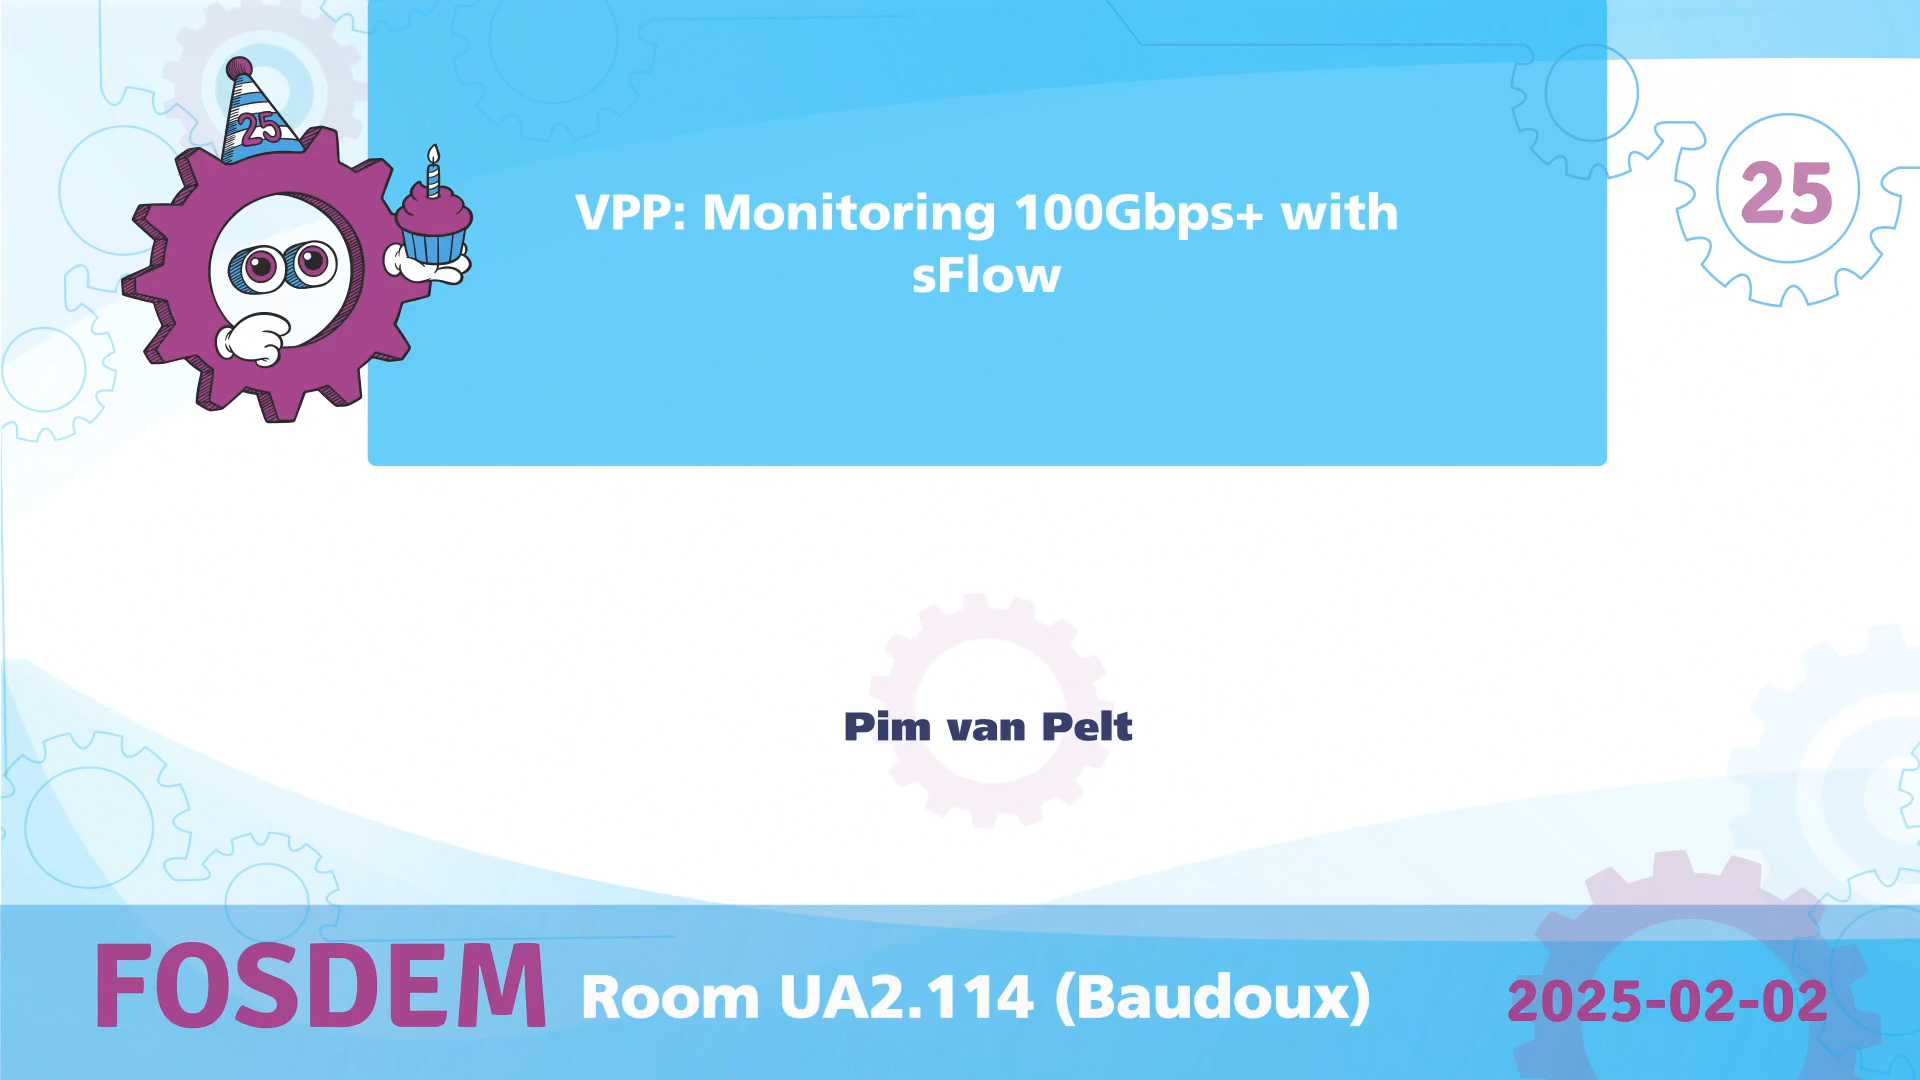 25
VPP: Monitoring 100Gbps+ with
sFlow
25
Pim van Pelt
FOSDEM
Room UA2.114 (Baudoux)
2025-02-02